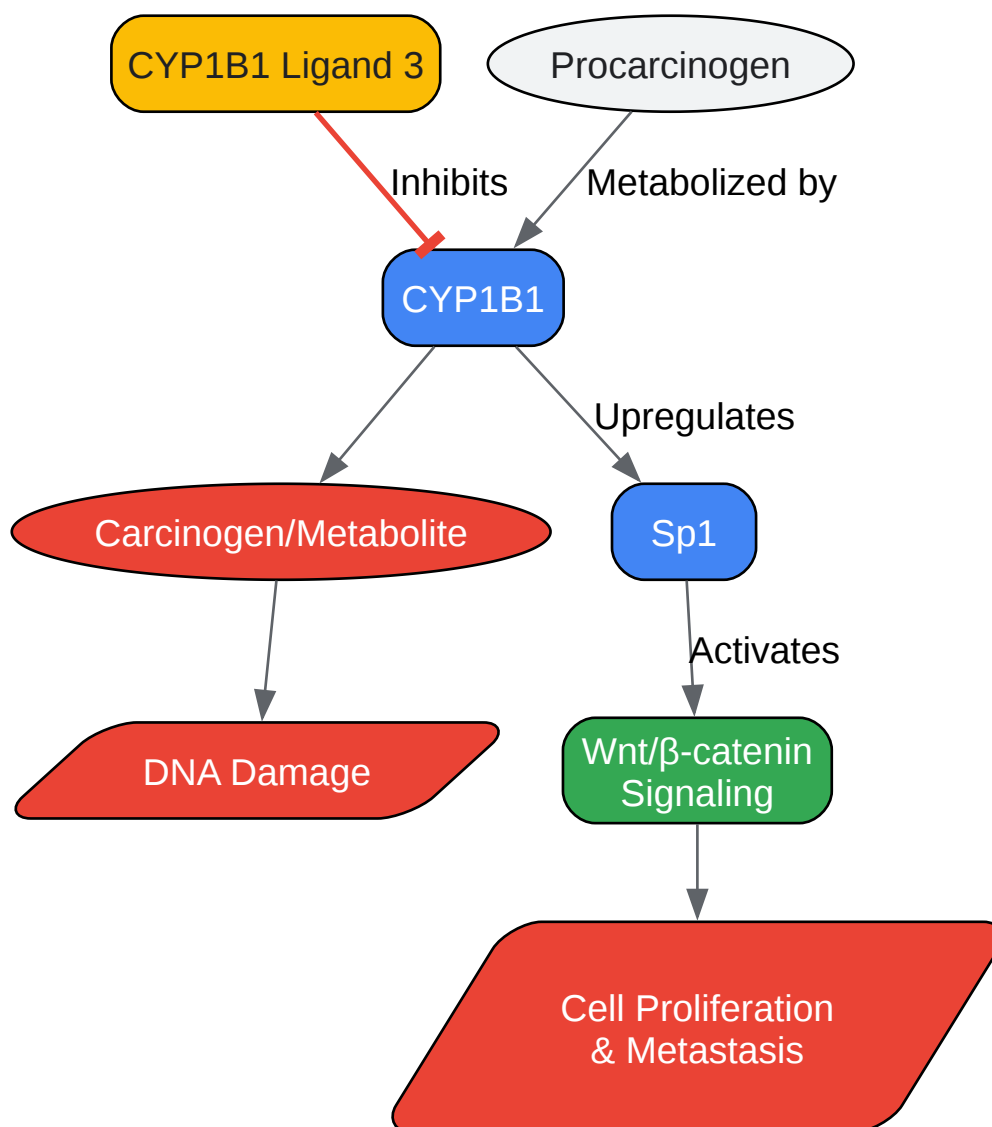 CYP1B1 Ligand 3
Procarcinogen
Inhibits
Metabolized by
CYP1B1
Upregulates
Carcinogen/Metabolite
Sp1
Activates
Wnt/β-catenin
Signaling
DNA Damage
Cell Proliferation
& Metastasis